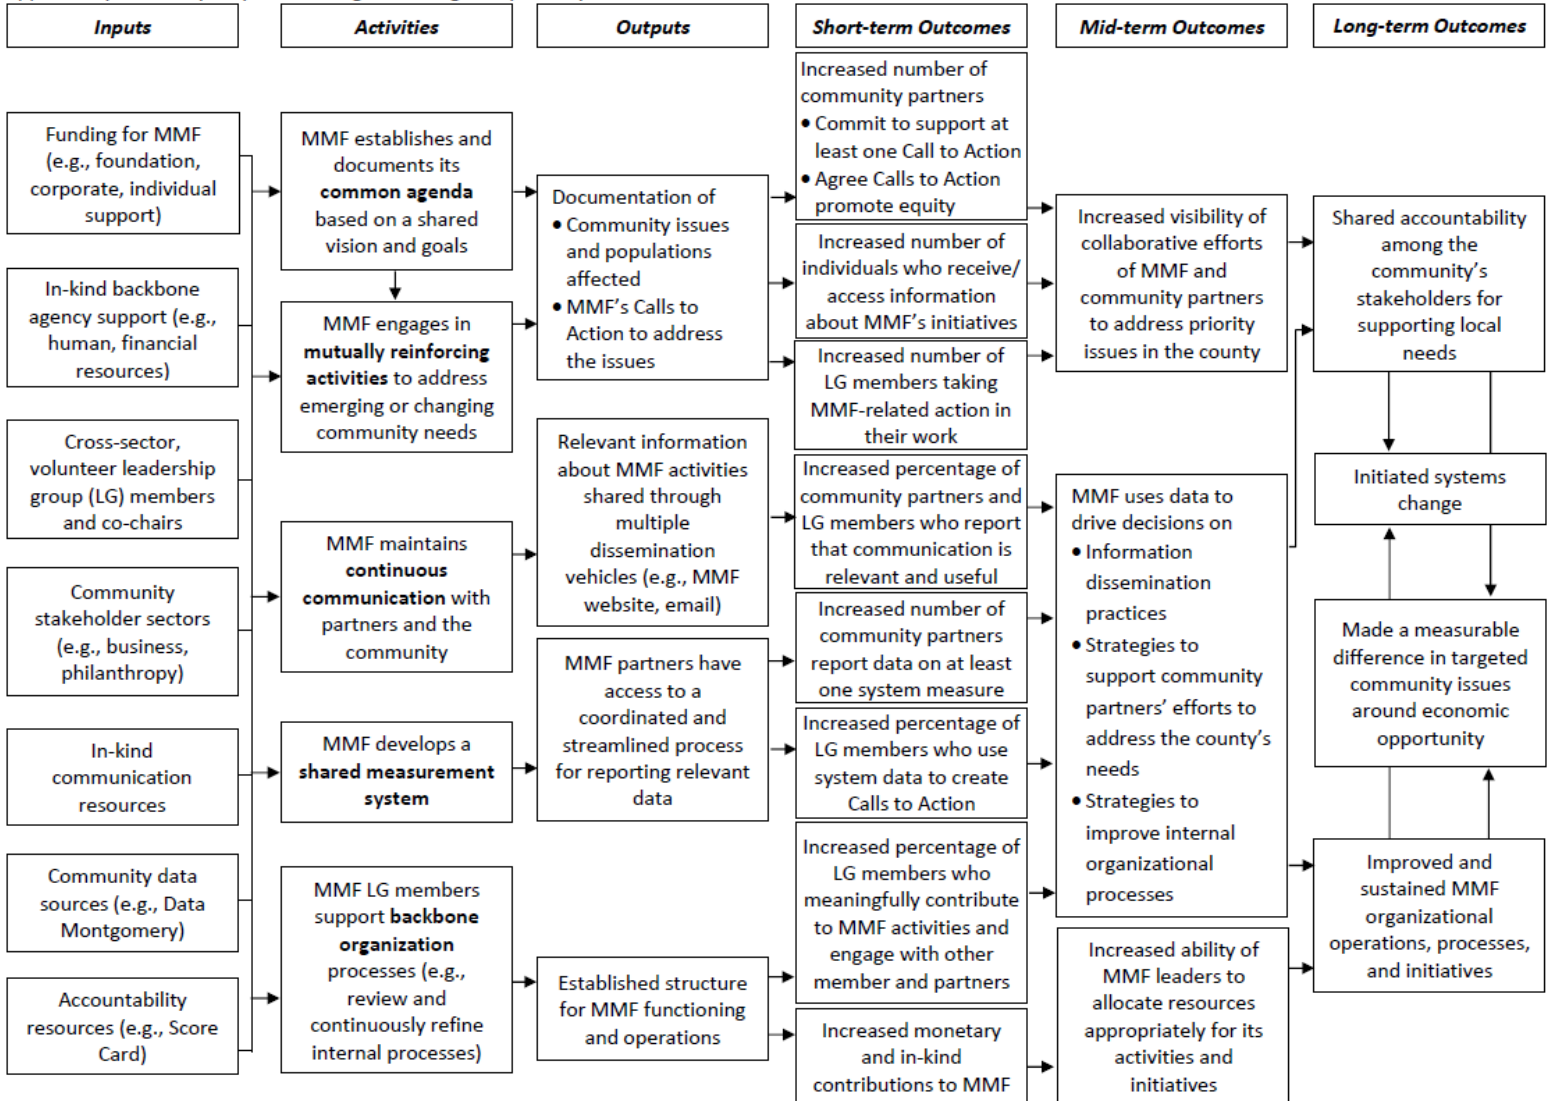 Inputs
Activities
Outputs
Short-term Outcomes
Mid-term Outcomes
Long-term Outcomes
Funding for MMF
(e.g., foundation,
corporate, individual
support)
In-kind backbone
agency support (e.g.,
human, financial
resources)
Cross-sector,
volunteer leadership
group (LG) members
and co-chairs
Community
stakeholder sectors
(e.g., business,
philanthropy)
In-kind
communication
resources
Community data
sources (e.g., Data
Montgomery)
Accountability
resources (e.g., Score
Card)
MMF establishes and
documents its
common agenda
based on a shared
vision and goals
MMF engages in
mutually reinforcing
activities to address
emerging or changing
community needs
MMF maintains
continuous
communication with
partners and the
community
MMF develops a
shared measurement
system
MMF LG members
support backbone
organization
processes (e.g.,
review and
continuously refine
internal processes)
Documentation of
• Community issues
and populations
affected
• MMF's Calls to
Action to address
the issues
Relevant information
about MMF activities
shared through
multiple
dissemination
vehicles (e.g., MMF
website, email)
MMF partners have
access to a
coordinated and
streamlined process
for reporting relevant
data
Established structure
for MMF functioning
and operations
Increased number of
community partners
• Commit to support at
least one Call to Action
• Agree Calls to Action
promote equity
Increased number of
individuals who receive/
access information
about MMF's initiatives
Increased number of
LG members taking
MMF-related action in
their work
Increased percentage of
community partners and
LG members who report
that communication is
relevant and useful
Increased number of
community partners
report data on at least
one system measure
Increased percentage of
LG members who use
system data to create
Calls to Action
Increased percentage of
LG members who
meaningfully contribute
to MMF activities and
engage with other
member and partners
Increased monetary
and in-kind
contributions to MMF
Increased visibility of
collaborative efforts
of MMF and
community partners
to address priority
issues in the county
MMF uses data to
drive decisions on
• Information
dissemination
practices
• Strategies to
support community
partners' efforts to
address the county's
needs
• Strategies to
improve internal
organizational
processes
Increased ability of
MMF leaders to
allocate resources
appropriately for its
activities and
initiatives
Shared accountability
among the
community's
stakeholders for
supporting local
needs
Initiated systems
change
Made a measurable
difference in targeted
community issues
around economic
opportunity
Improved and
sustained MMF
organizational
operations, processes,
and initiatives